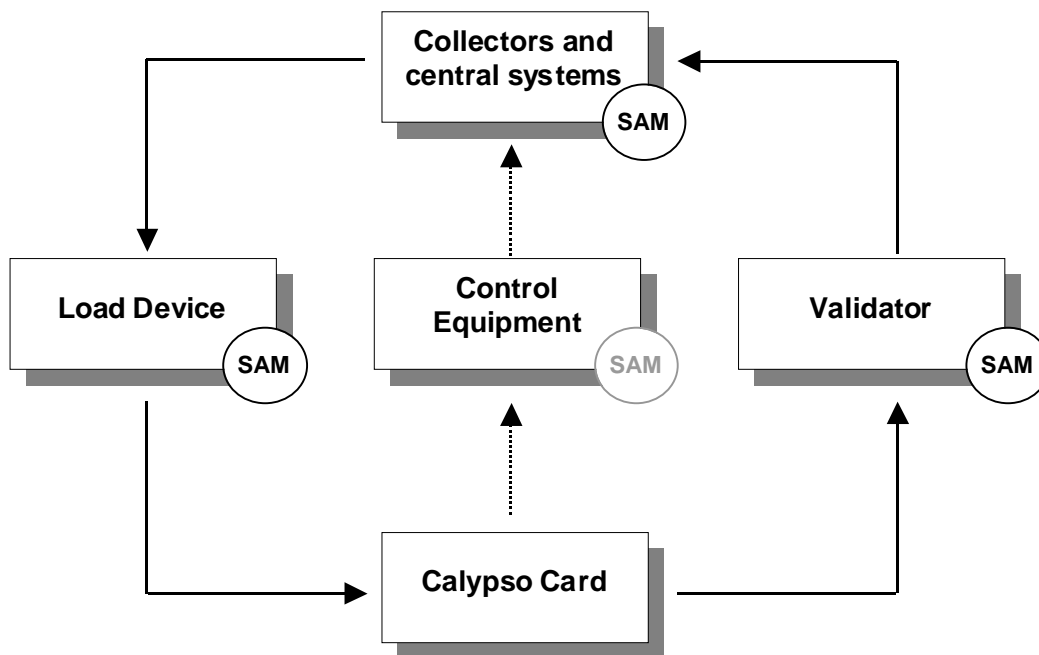 Collectors and
central systems
SAM
Load Device
SAM
Control
Equipment
SAM
Validator
SAM
Calypso Card